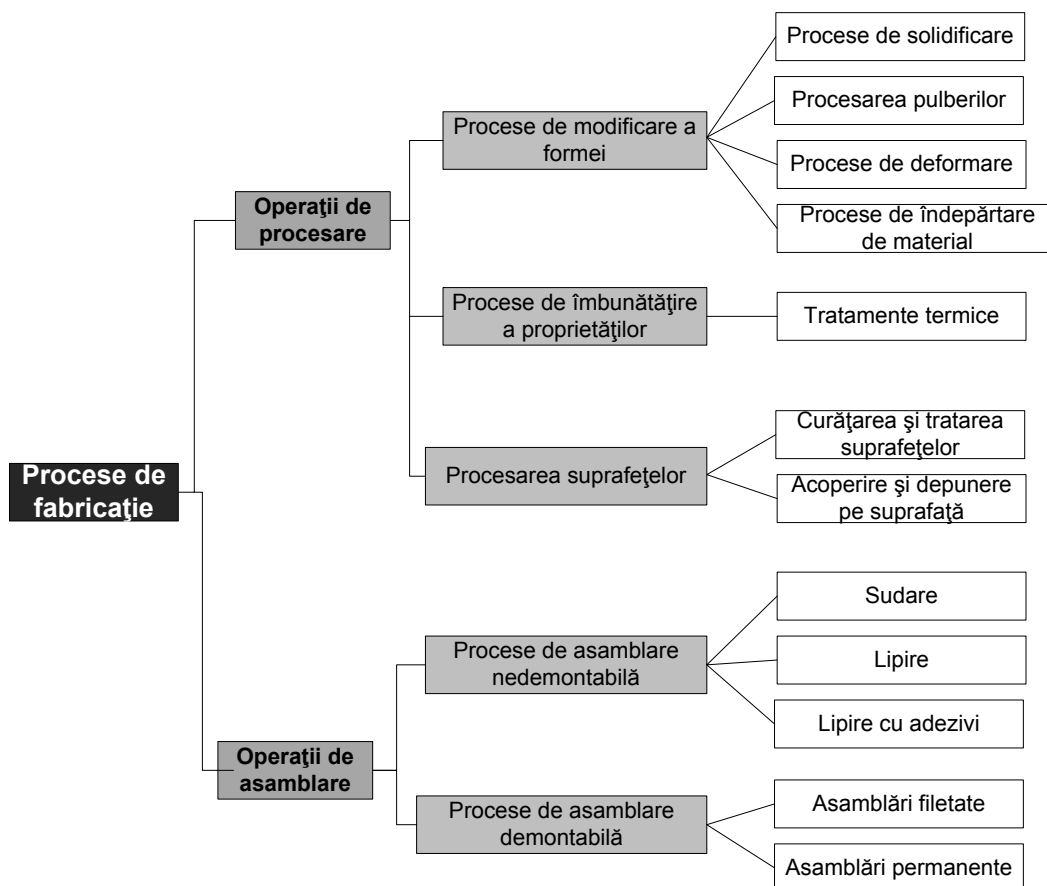 Procese de
fabricaţie
Operaţii de
procesare
Procese de modificare a
formei
Procese de solidificare
Procesarea pulberilor
Procese de deformare
Procese de îndepărtare
de material
Procese de îmbunătăţire
a proprietăţilor
Tratamente termice
Procesarea suprafeţelor
Curăţarea şi tratarea
suprafeţelor
Acoperire şi depunere
pe suprafaţă
Operaţii de
asamblare
Procese de asamblare
nedemontabilă
Sudare
Lipire
Lipire cu adezivi
Procese de asamblare
demontabilă
Asamblări filetate
Asamblări permanente